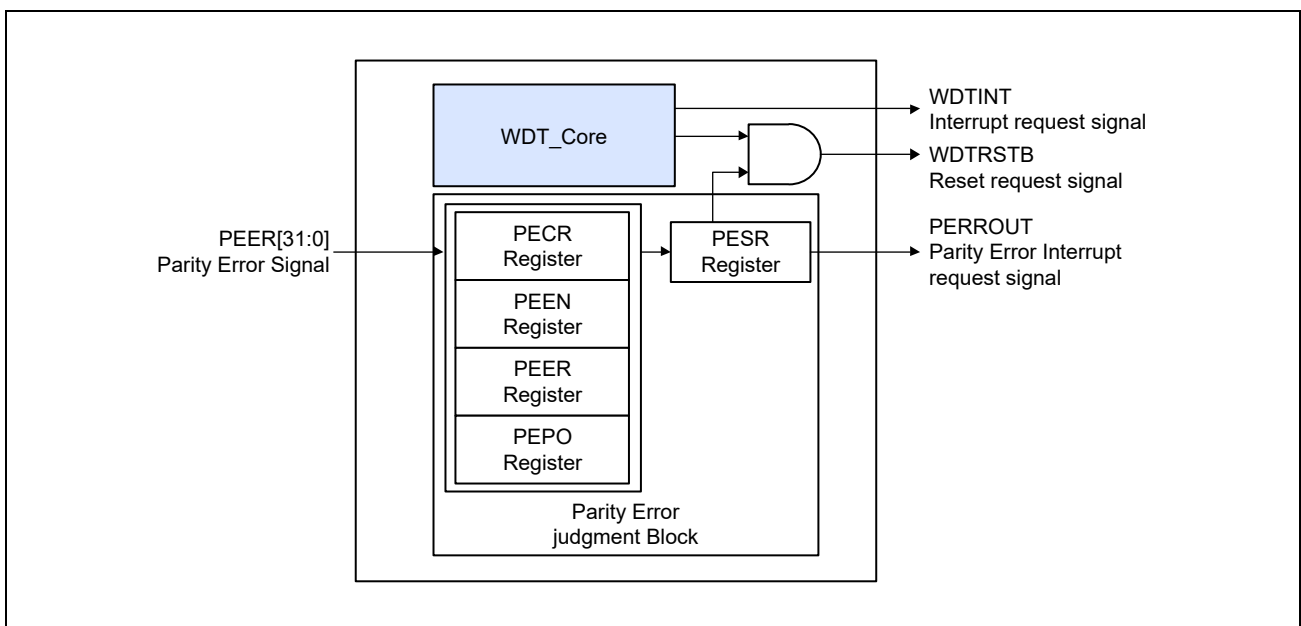 WDTINT
Interrupt request signal
WDT_Core
WDTRSTB
Reset request signal
PEER[31:0]
Parity Error Signal
PECR
Register
PESR
Register
PERROUT
Parity Error Interrupt
request signal
PEEN
Register
PEER
Register
PEPO
Register
Parity Error
judgment Block